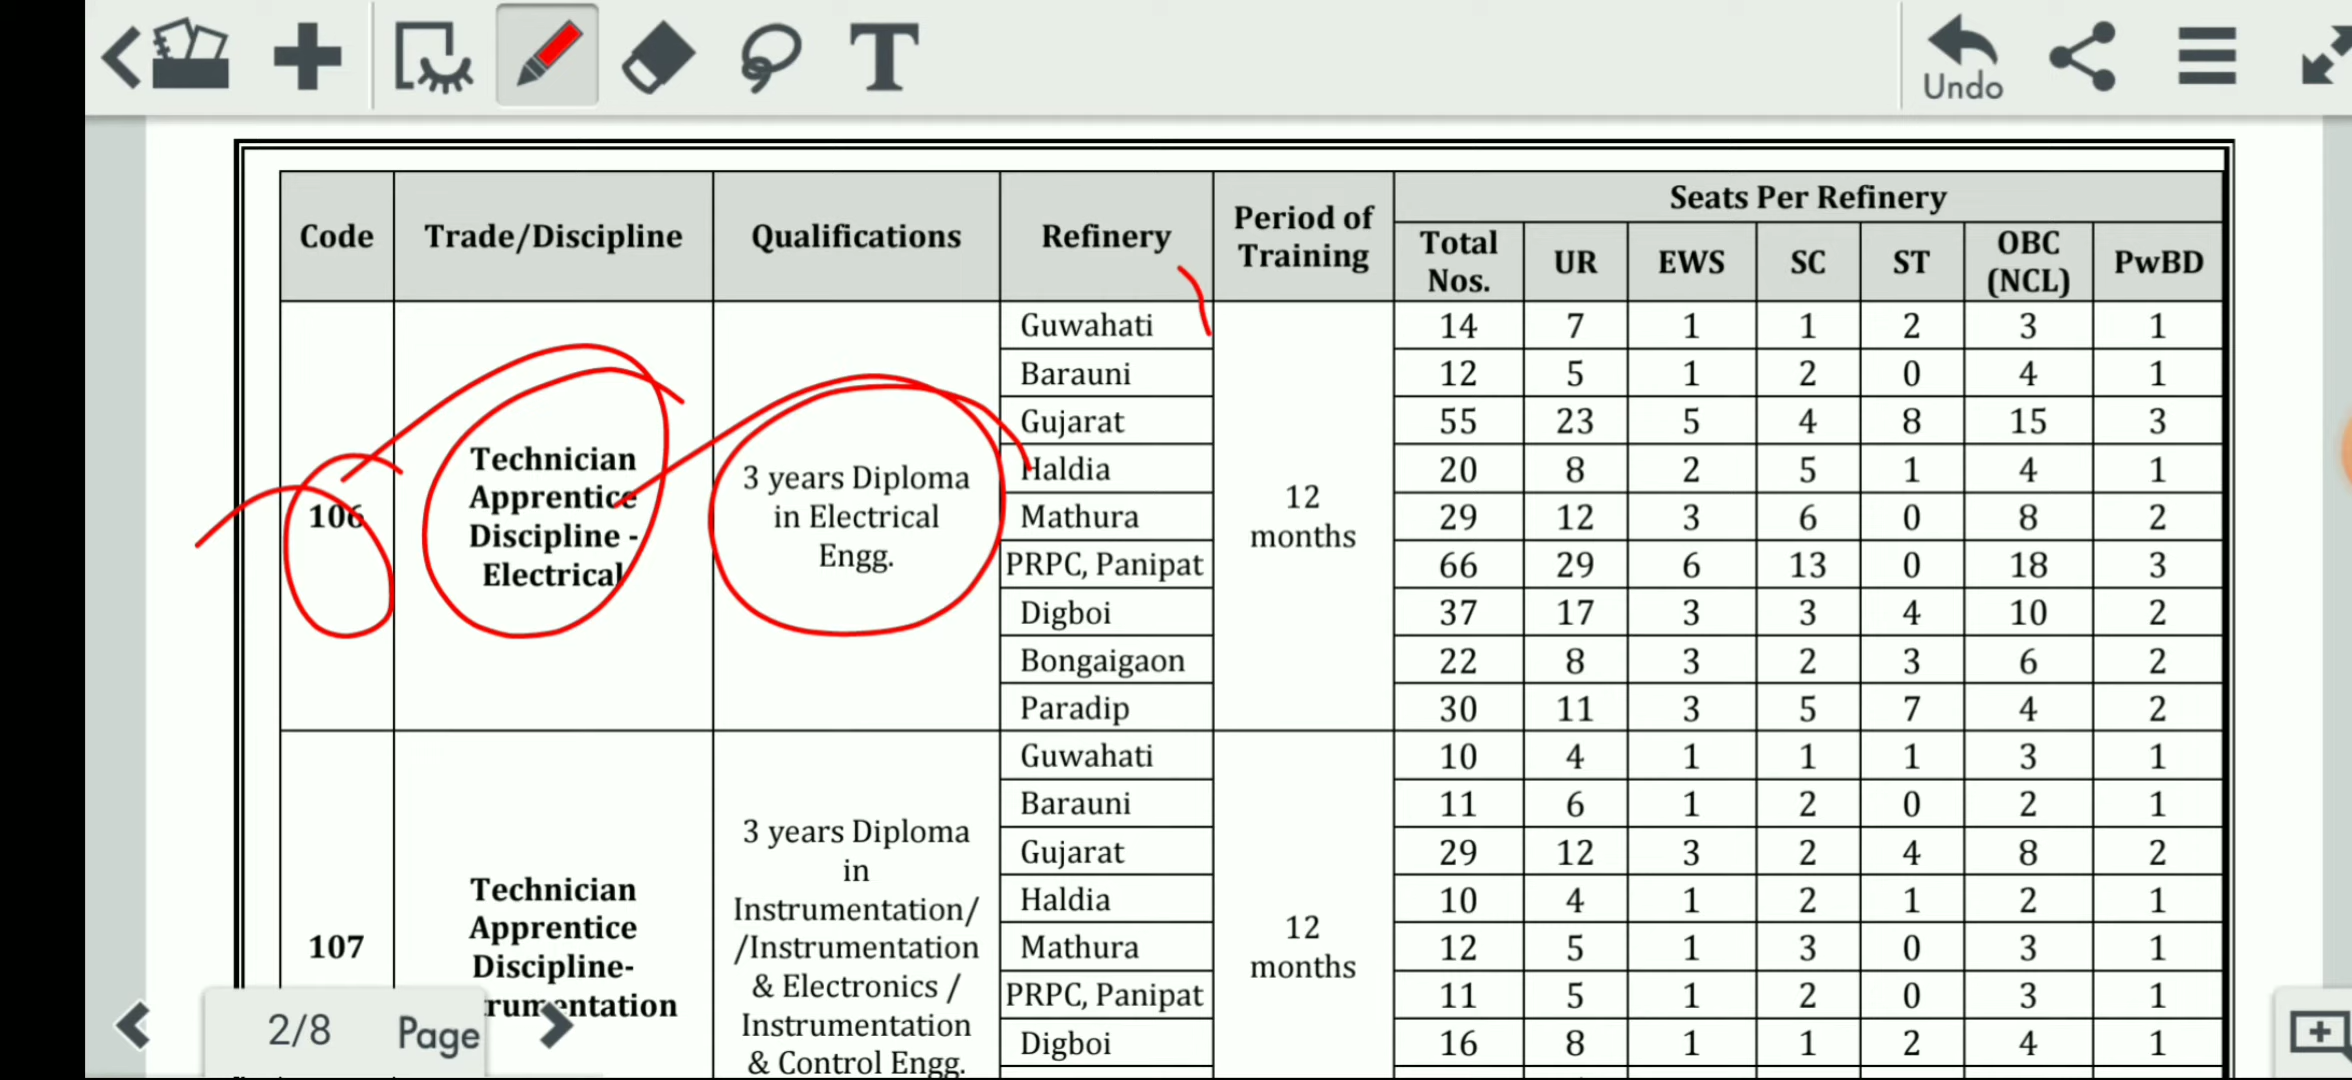 T
Undo
Code Trade/Discipline Qualifications Refinery Period of Training Seats Per Refinery
Total Nos. UR EWS SC ST OBC (NCL) PwBD
106 Technician Apprentice Discipline - Electrical 3 years Diploma in Electrical Engg. 12 months
Guwahati 14 7 1 1 2 3 1
Barauni 12 5 1 2 0 4 1
Gujarat 55 23 5 4 8 15 3
Haldia 20 8 2 5 1 4 1
Mathura 29 12 3 6 0 8 2
PRPC, Panipat 66 29 6 13 0 18 3
Digboi 37 17 3 3 4 10 2
Bongaigaon 22 8 3 2 3 6 2
Paradip 30 11 3 5 7 4 2
107 Technician Apprentice Discipline- 3 years Diploma in Instrumentation/ /Instrumentation & Electronics / Instrumentation & Control Engg. 12 months
Guwahati 10 4 1 1 1 3 1
Barauni 11 6 1 2 0 2 1
Gujarat 29 12 3 2 4 8 2
Haldia 10 4 1 2 1 2 1
Mathura 12 5 1 3 0 3 1
PRPC, Panipat 11 5 1 2 0 3 1
Digboi 16 8 1 1 2 4 1
2/8 Page